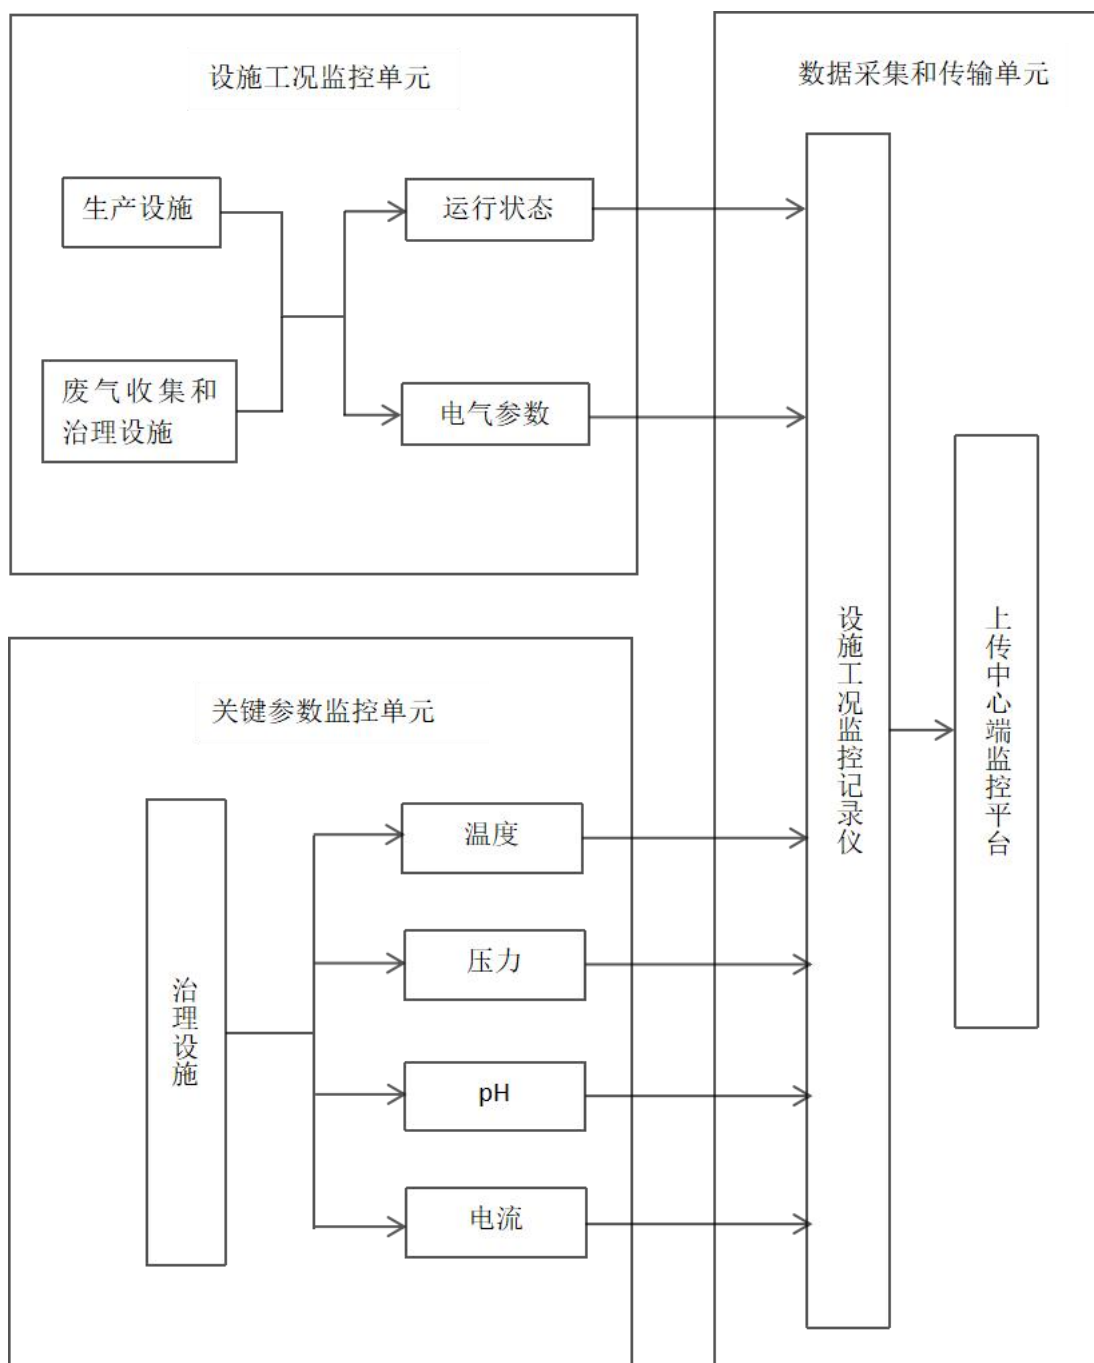 设施工况监控单元
数据采集和传输单元
生产设施
运行状态
废气收集和
治理设施
电气参数
关键参数监控单元
治理设施
温度
压力
pH
电流
设施工况监控记录仪
上传中心端监控平台